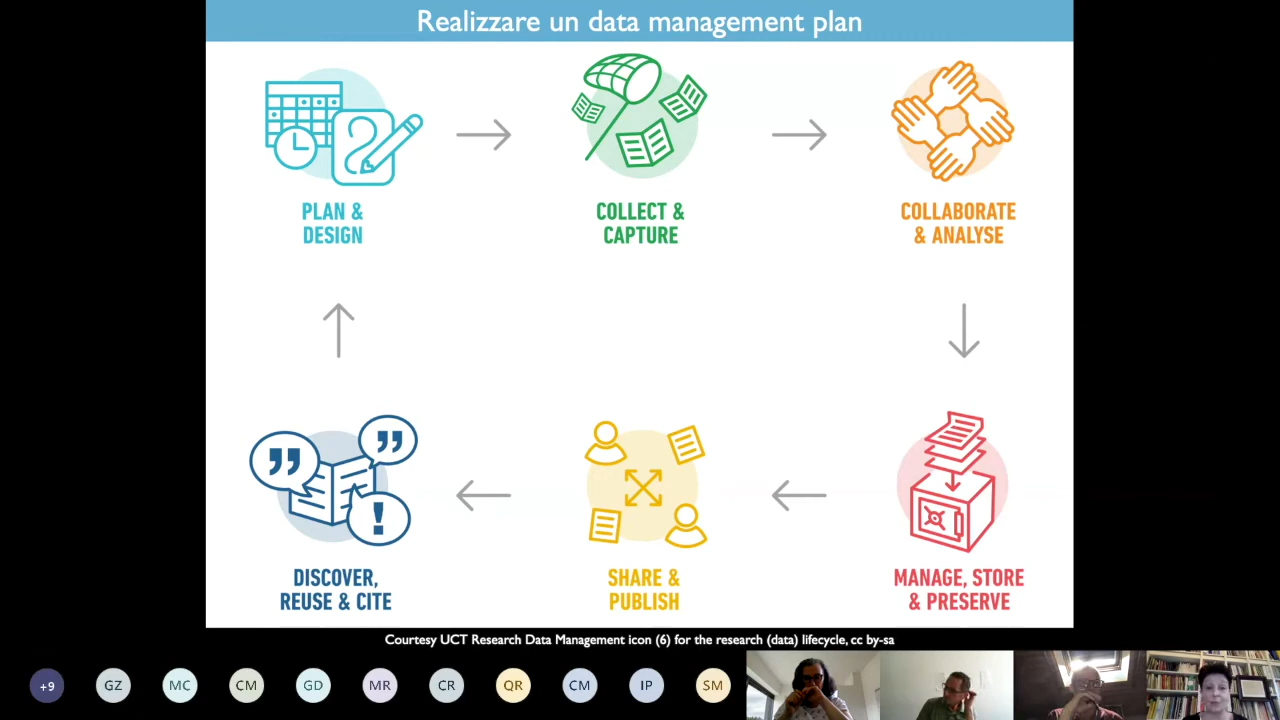 Realizzare un data management plan
PLAN &
DESIGN
COLLECT &
CAPTURE
COLLABORATE
& ANALYSE
DISCOVER,
REUSE & CITE
SHARE &
PUBLISH
MANAGE, STORE
& PRESERVE
Courtesy UCT Research Data Management icon (6) for the research (data) lifecycle, cc by-sa
+9 GZ MC CM GD MR CR QR CM IP SM